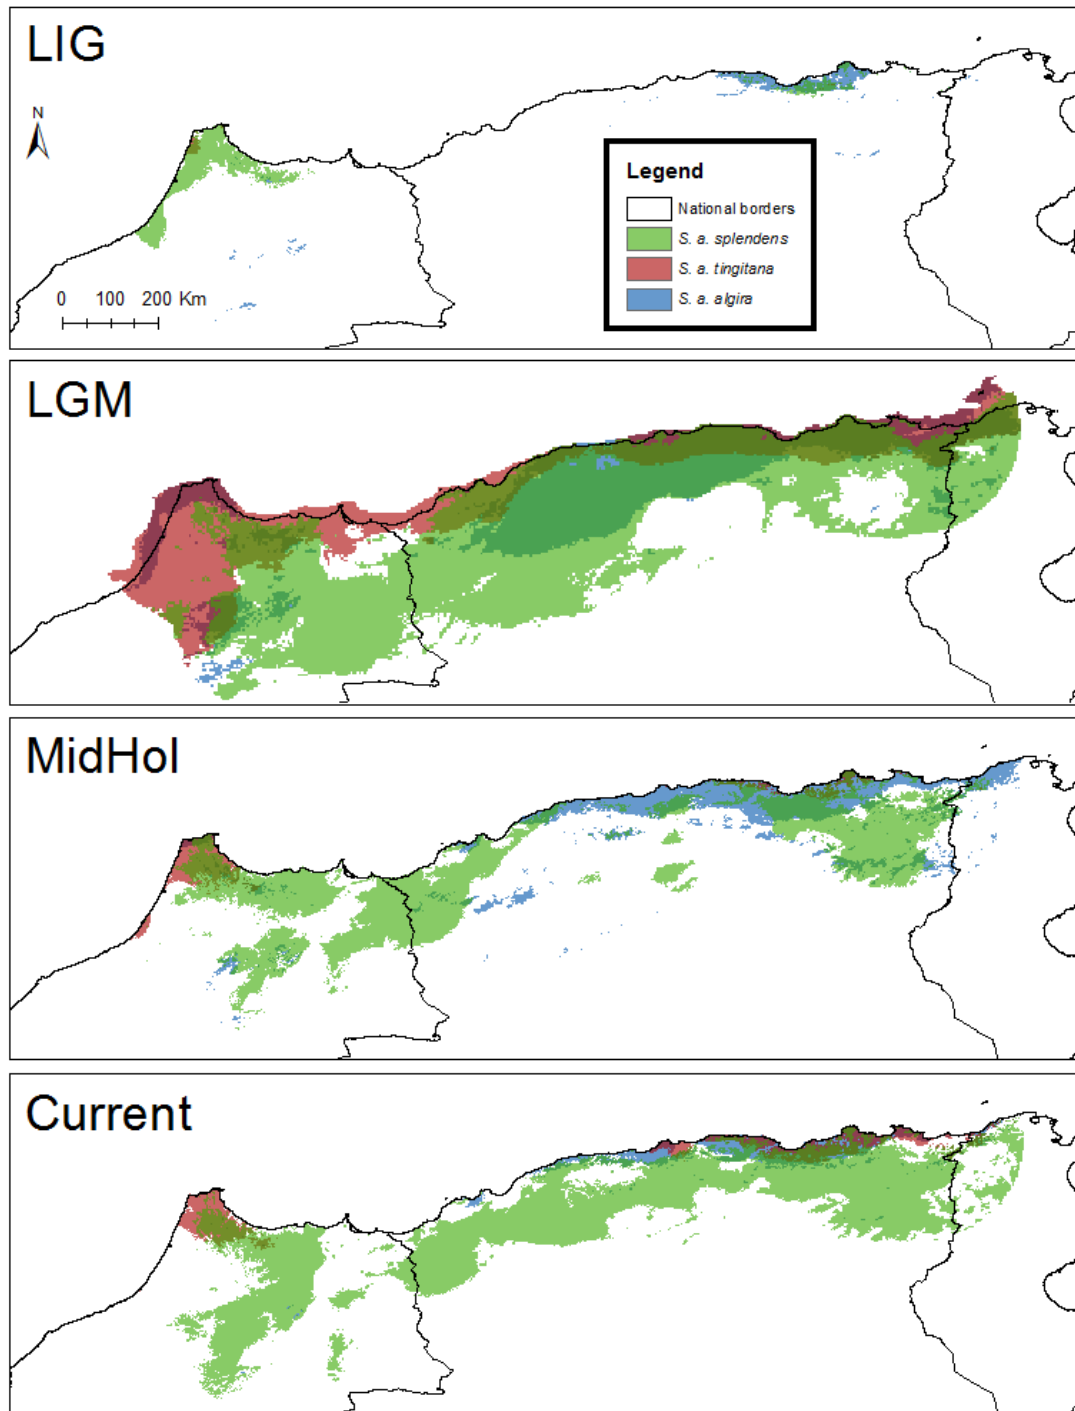 LIG
N
Legend
National borders
S. a. splendens
S. a. tingitana
S. a. algira
0 100 200 Km
LGM
MidHol
Current